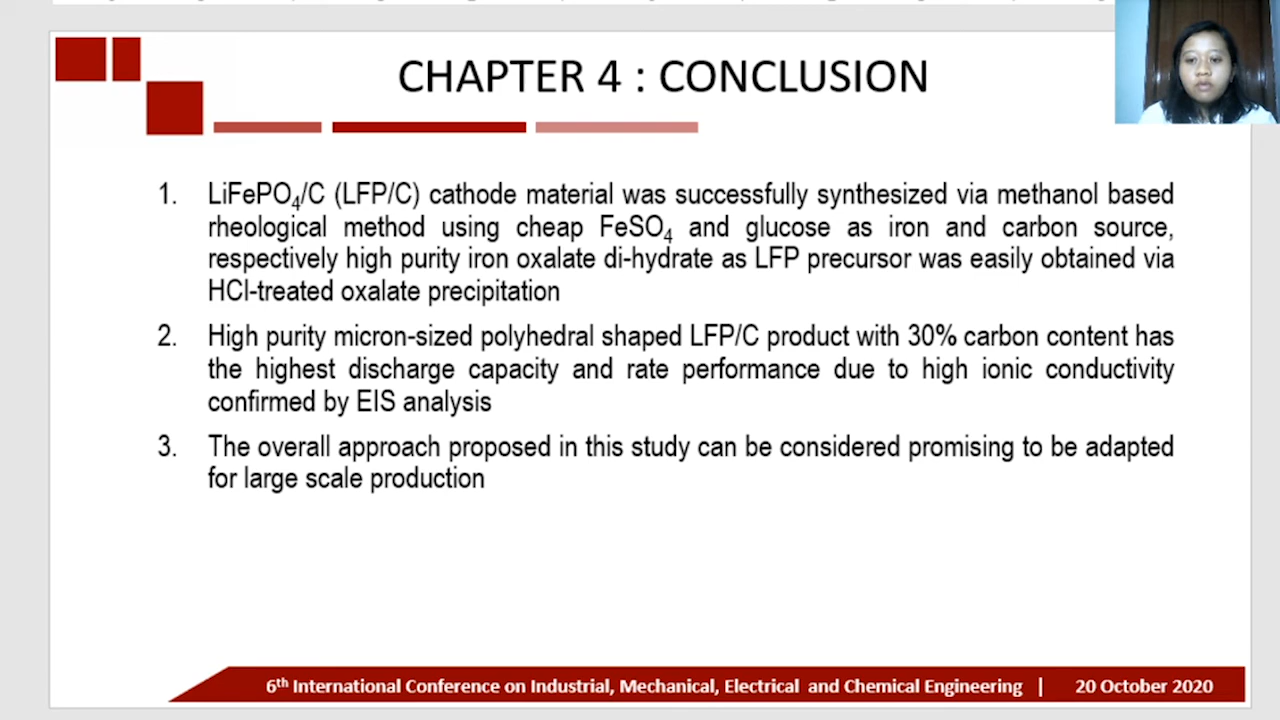 CHAPTER 4 : CONCLUSION
1. LiFePO₄/C (LFP/C) cathode material was successfully synthesized via methanol based
rheological method using cheap FeSO₄ and glucose as iron and carbon source,
respectively high purity iron oxalate di-hydrate as LFP precursor was easily obtained via
HCl-treated oxalate precipitation
2. High purity micron-sized polyhedral shaped LFP/C product with 30% carbon content has
the highest discharge capacity and rate performance due to high ionic conductivity
confirmed by EIS analysis
3. The overall approach proposed in this study can be considered promising to be adapted
for large scale production
6th International Conference on Industrial, Mechanical, Electrical and Chemical Engineering | 20 October 2020